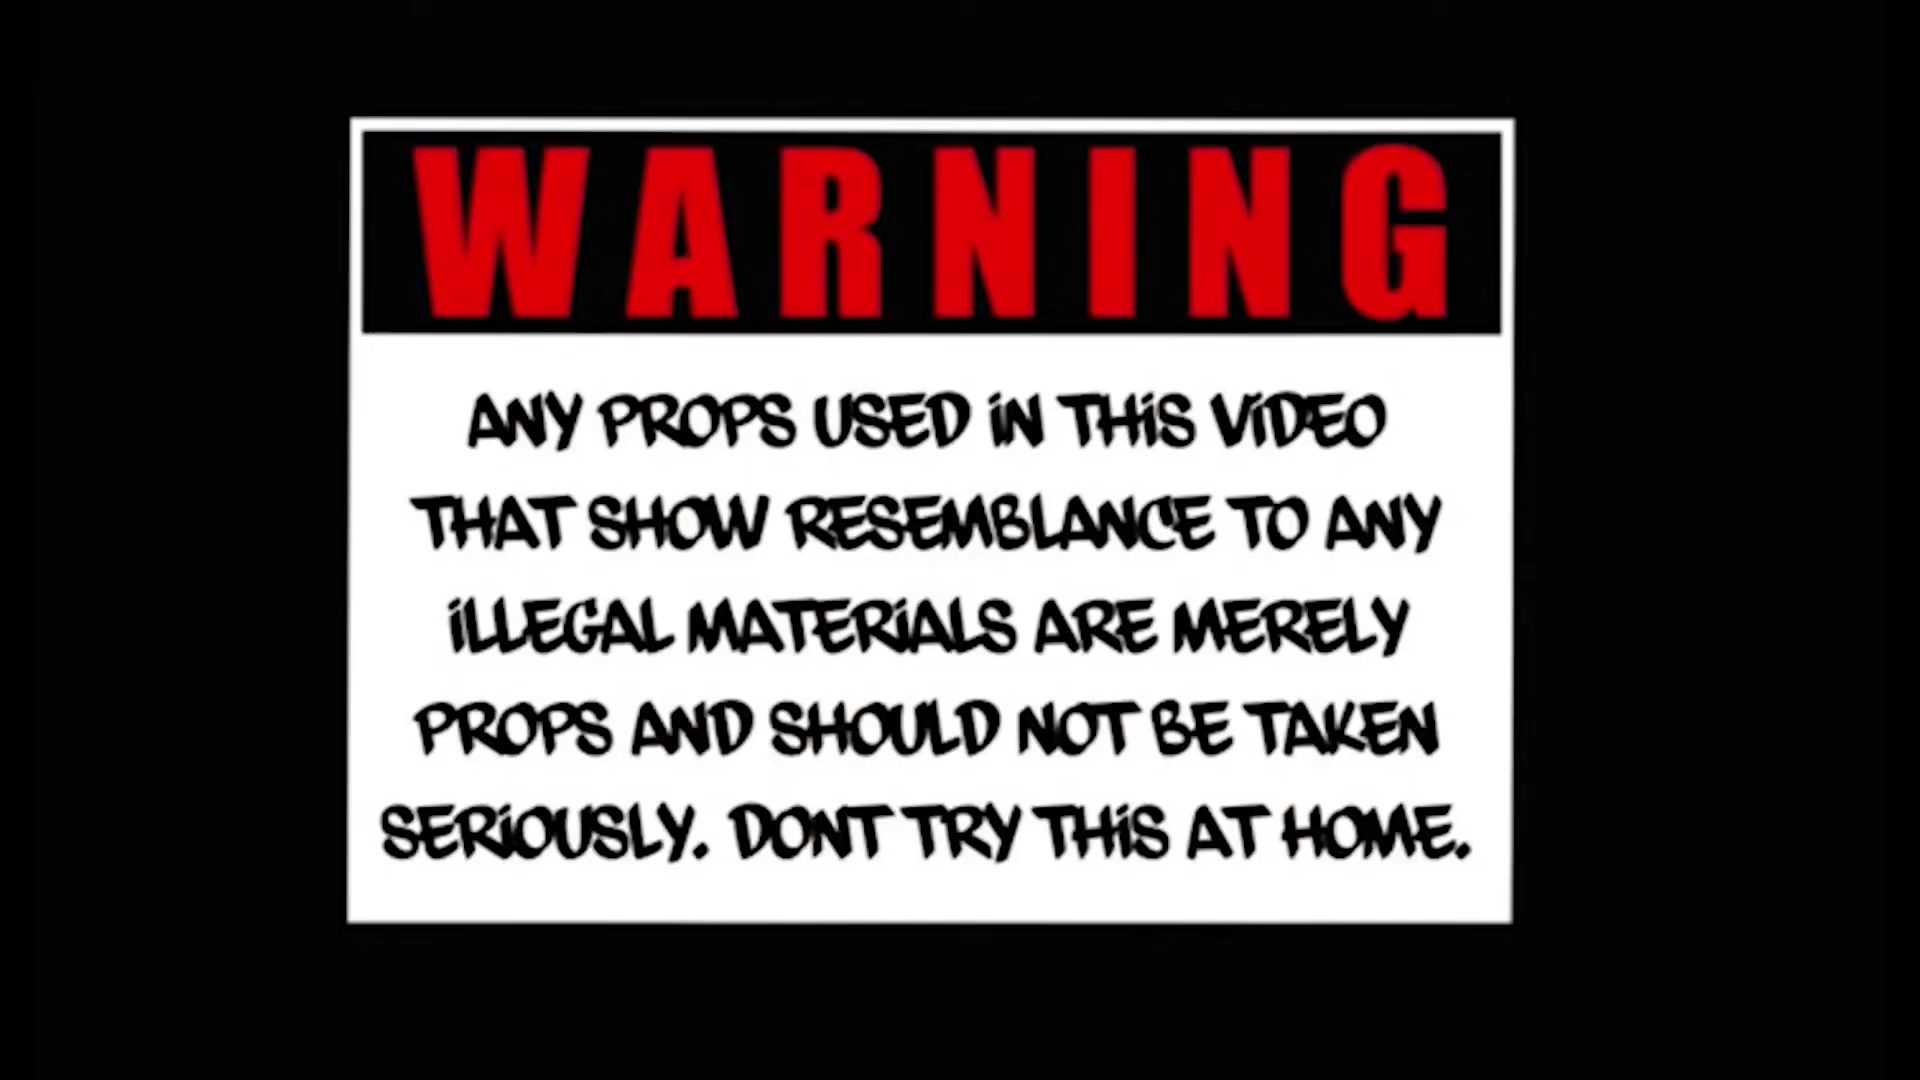 WARNING
ANY PROPS USED iN THiS ViDEO
THAT SHOW RESEMBLANCE TO ANY
iLLEGAL MATERiALS ARE MERELY
PROPS AND SHOULD NOT BE TAKEN
SERiOUSLY. DONT TRY THiS AT HOME.